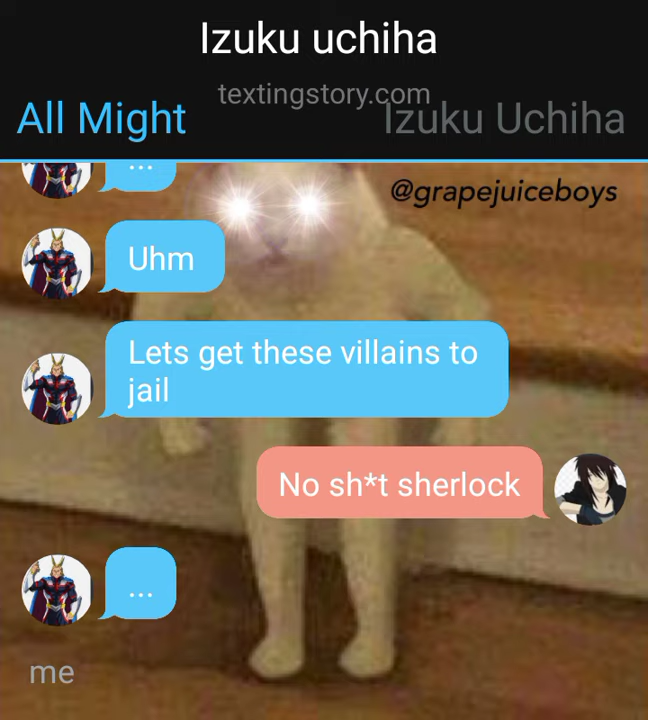 Izuku uchiha
textingstory.com
All Might
Izuku Uchiha
...
@grapejuiceboys
Uhm
Lets get these villains to
jail
No sh*t sherlock
...
me